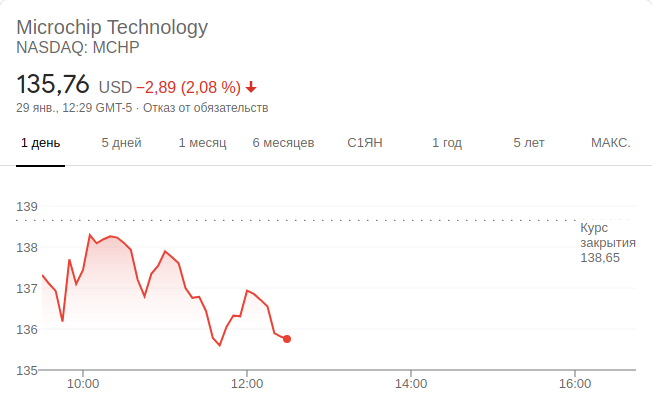 Microchip Technology
NASDAQ: MCHP
135,76 USD −2,89 (2,08 %)
29 янв., 12:29 GMT-5 · Отказ от обязательств
1 день 5 дней 1 месяц 6 месяцев С1ЯН 1 год 5 лет МАКС.
139
Курс
закрытия
138,65
138
137
136
135
10:00 12:00 14:00 16:00